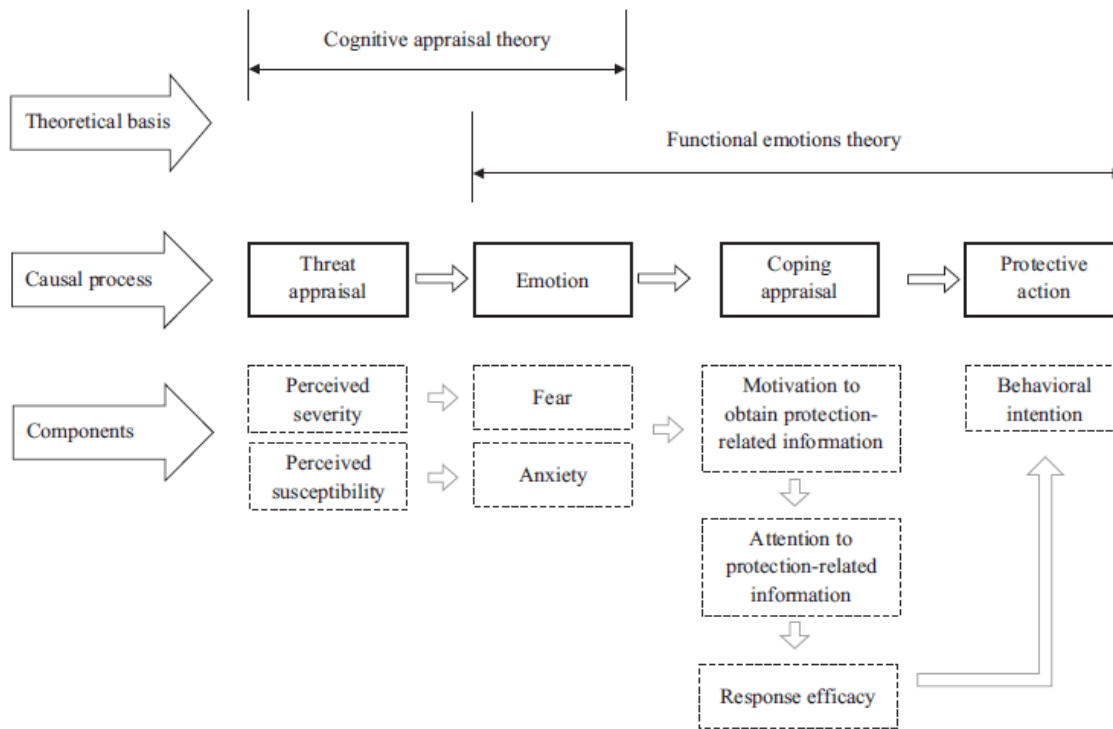 Cognitive appraisal theory
Theoretical basis
Functional emotions theory
Causal process
Threat
appraisal
Emotion
Coping
appraisal
Protective
action
Components
Perceived
severity
Fear
Motivation to
obtain protection-
related information
Behavioral
intention
Perceived
susceptibility
Anxiety
Attention to
protection-related
information
Response efficacy